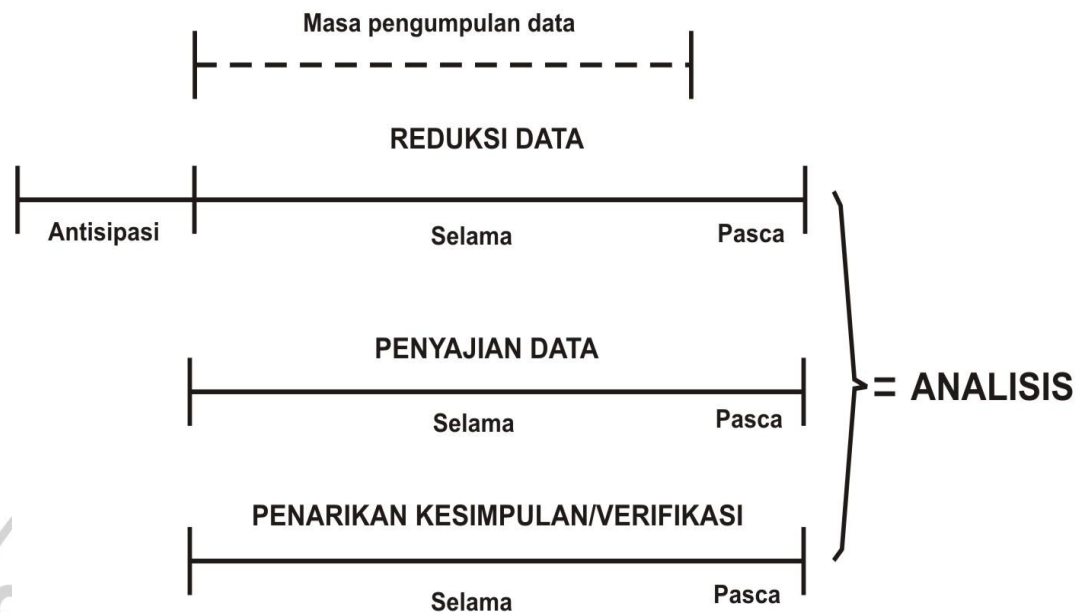 Masa pengumpulan data
REDUKSI DATA
Antisipasi
Selama
Pasca
PENYAJIAN DATA
Selama
Pasca
= ANALISIS
PENARIKAN KESIMPULAN/VERIFIKASI
Selama
Pasca